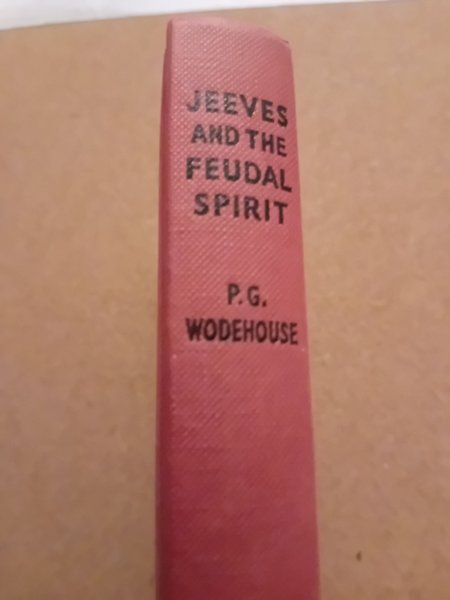 JEEVES
AND THE
FEUDAL
SPIRIT
P.G.
WODEHOUSE